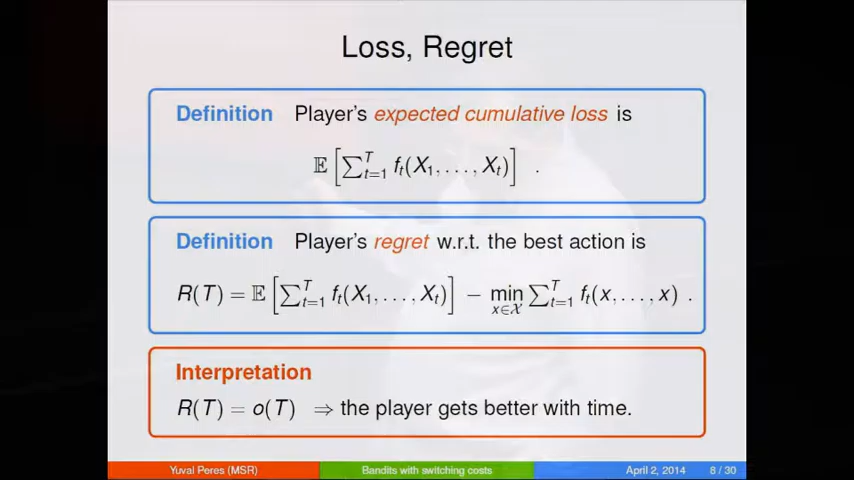 Loss, Regret
Definition Player's expected cumulative loss is
𝔼[∑_{t=1}^{T} f_t(X_1, . . . , X_t)] .
Definition Player's regret w.r.t. the best action is
R(T) = 𝔼[∑_{t=1}^{T} f_t(X_1, . . . , X_t)] − min_{x∈𝒳} ∑_{t=1}^{T} f_t(x, . . . , x) .
Interpretation
R(T) = o(T) ⇒ the player gets better with time.
Yuval Peres (MSR) Bandits with switching costs April 2, 2014 8 / 30